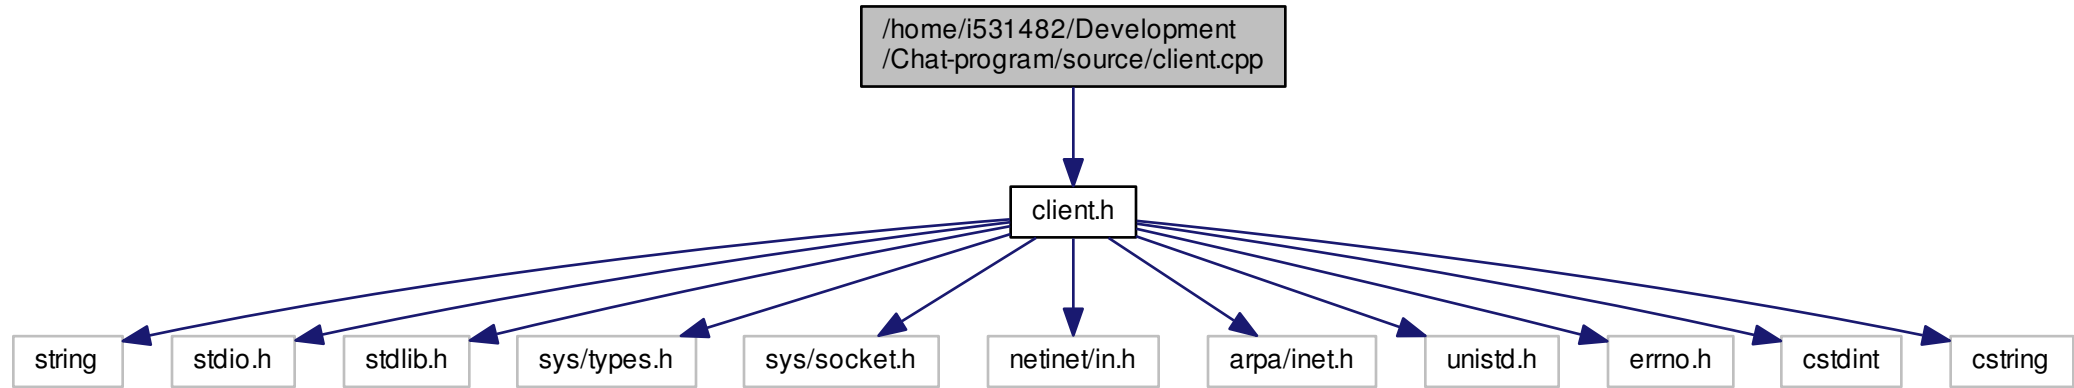 /home/i531482/Development
/Chat-program/source/client.cpp
client.h
string
stdio.h
stdlib.h
sys/types.h
sys/socket.h
netinet/in.h
arpa/inet.h
unistd.h
errno.h
cstdint
cstring